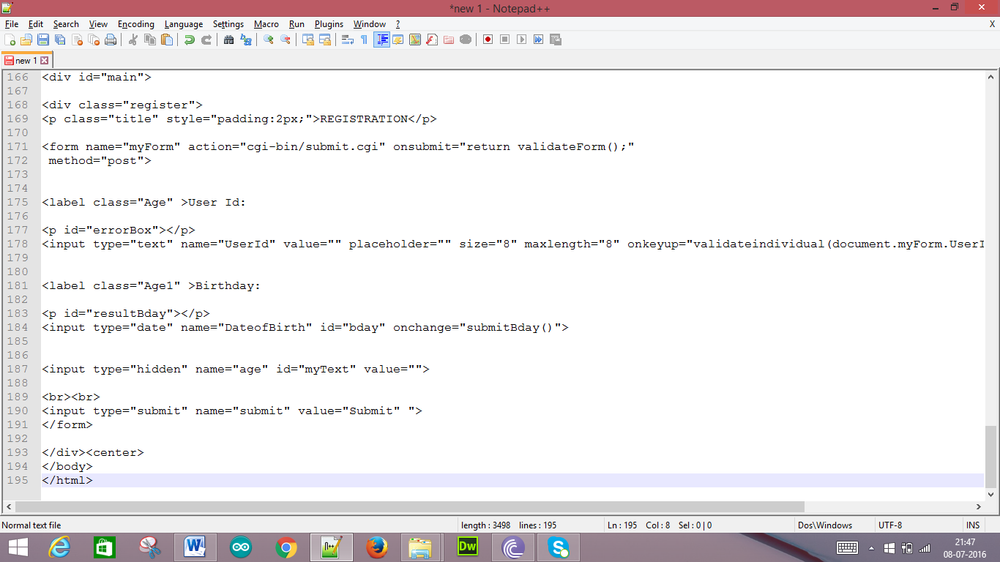 *new 1 - Notepad++
File Edit Search View Encoding Language Settings Macro Run Plugins Window ? X
new 1
166 <div id="main">
167
168 <div class="register">
169 <p class="title" style="padding:2px;">REGISTRATION</p>
170
171 <form name="myForm" action="cgi-bin/submit.cgi" onsubmit="return validateForm();"
172 method="post">
173
174
175 <label class="Age" >User Id:
176
177 <p id="errorBox"></p>
178 <input type="text" name="UserId" value="" placeholder="" size="8" maxlength="8" onkeyup="validateindividual(document.myForm.UserI
179
180
181 <label class="Age1" >Birthday:
182
183 <p id="resultBday"></p>
184 <input type="date" name="DateofBirth" id="bday" onchange="submitBday()">
185
186
187 <input type="hidden" name="age" id="myText" value="">
188
189 <br><br>
190 <input type="submit" name="submit" value="Submit" ">
191 </form>
192
193 </div><center>
194 </body>
195 </html>
Normal text file length : 3498 lines : 195 Ln : 195 Col : 8 Sel : 0 | 0 Dos\Windows UTF-8 INS
21:47
08-07-2016